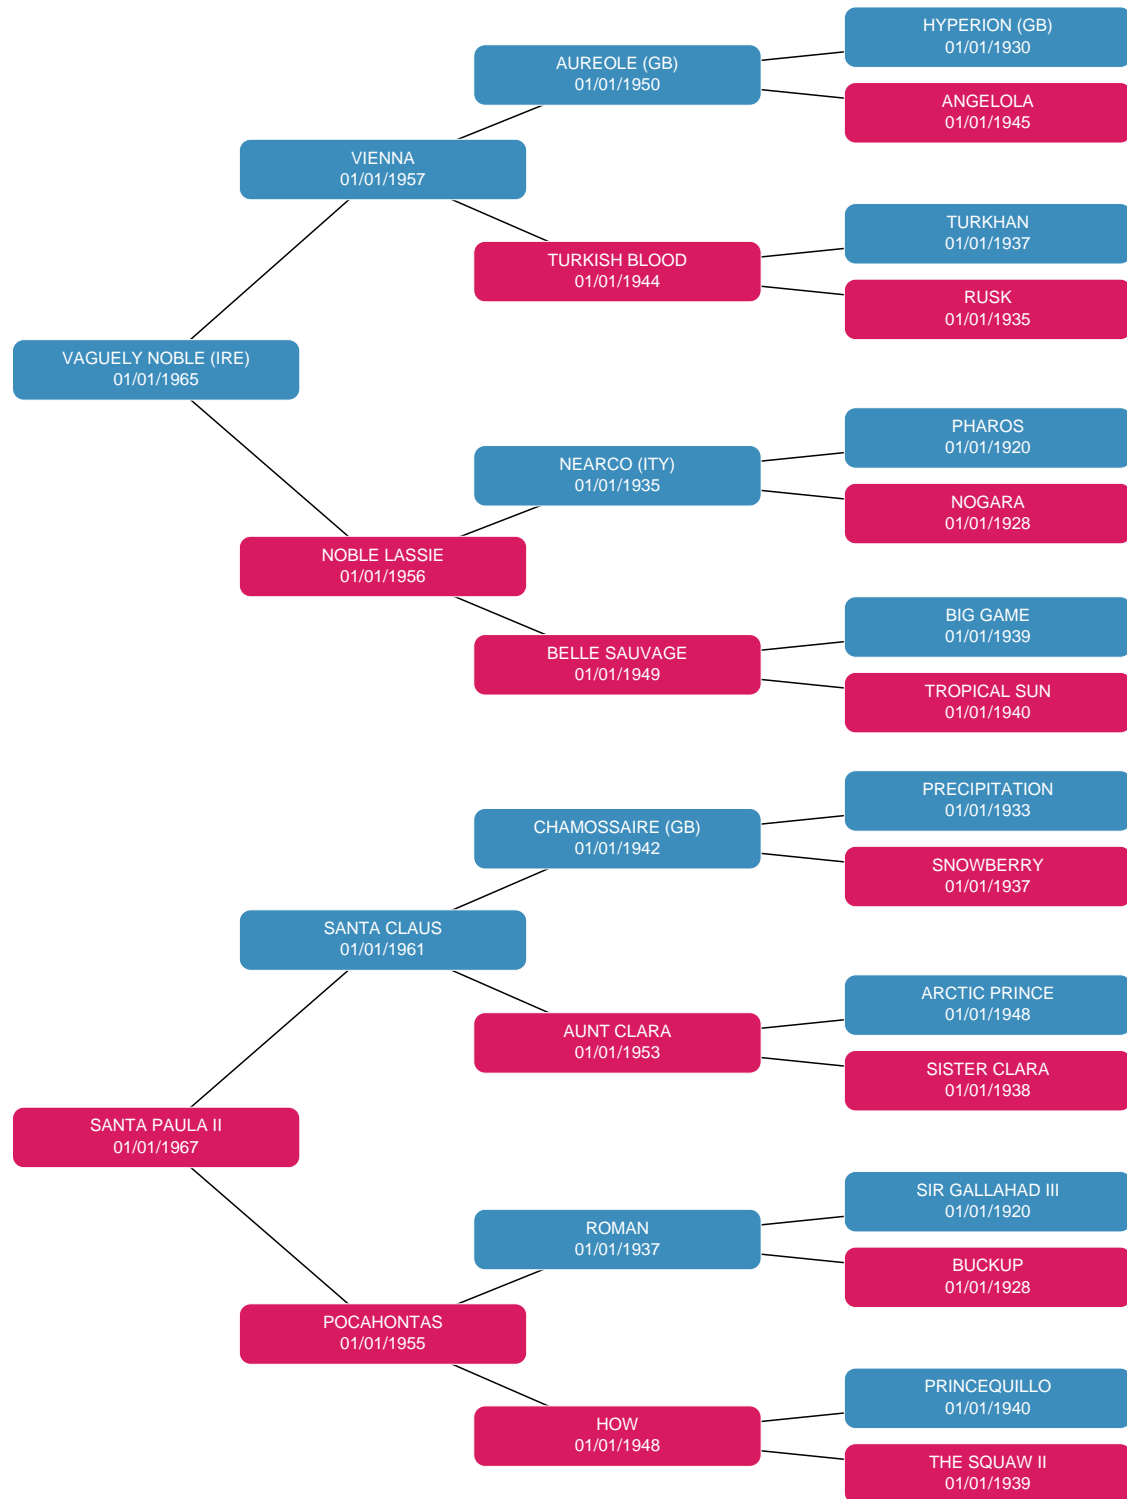 HYPERION (GB)
01/01/1930
AUREOLE (GB)
01/01/1950
ANGELOLA
01/01/1945
VIENNA
01/01/1957
TURKHAN
01/01/1937
TURKISH BLOOD
01/01/1944
RUSK
01/01/1935
VAGUELY NOBLE (IRE)
01/01/1965
PHAROS
01/01/1920
NEARCO (ITY)
01/01/1935
NOGARA
01/01/1928
NOBLE LASSIE
01/01/1956
BIG GAME
01/01/1939
BELLE SAUVAGE
01/01/1949
TROPICAL SUN
01/01/1940
PRECIPITATION
01/01/1933
CHAMOSSAIRE (GB)
01/01/1942
SNOWBERRY
01/01/1937
SANTA CLAUS
01/01/1961
ARCTIC PRINCE
01/01/1948
AUNT CLARA
01/01/1953
SISTER CLARA
01/01/1938
SANTA PAULA II
01/01/1967
SIR GALLAHAD III
01/01/1920
ROMAN
01/01/1937
BUCKUP
01/01/1928
POCAHONTAS
01/01/1955
PRINCEQUILLO
01/01/1940
HOW
01/01/1948
THE SQUAW II
01/01/1939